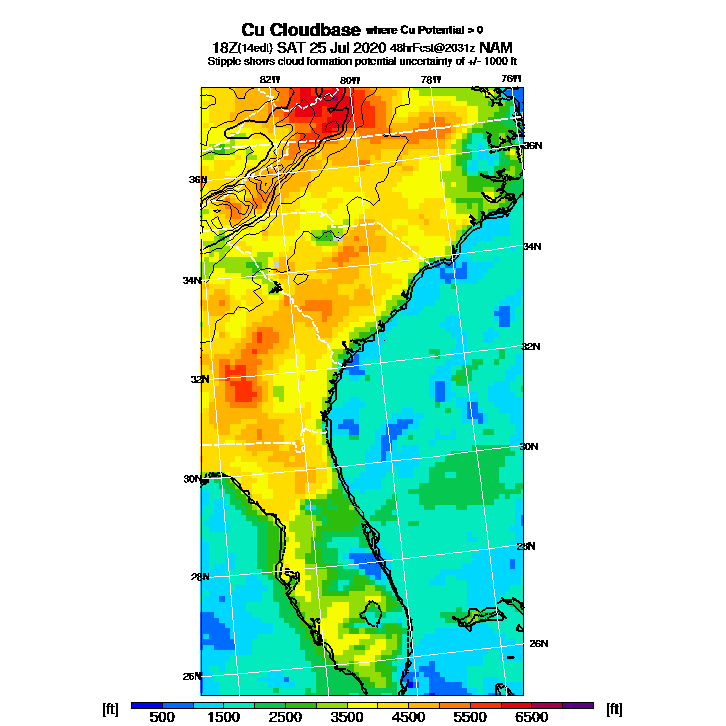 Cu Cloudbase where Cu Potential > 0
18Z(14edt) SAT 25 Jul 2020 48hrFcst@2031z NAM
Stipple shows cloud formation potential uncertainty of +/- 1000 ft
82W 80W 78W 76W
36N 36N
34N 34N
32N 32N
30N 30N
28N 28N
26N 26N
[ft] 500 1500 2500 3500 4500 5500 6500 [ft]